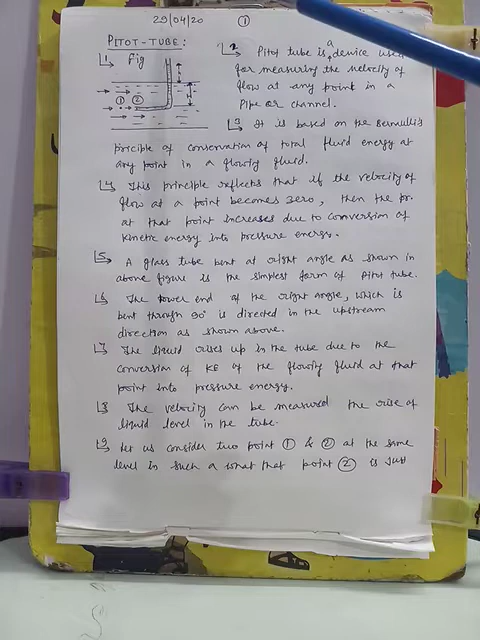 29/04/20 ①
PITOT-TUBE:
1 Fig
① ②
2 Pitot tube is a device used
for measuring the velocity of
flow at any point in a
Pipe or channel.
3 It is based on the Bernulli's
principle of conservation of total fluid energy at
any point in a flowing fluid.
4 This principle reflects that if the velocity of
flow at a point becomes zero, then the pr.
at that point increases due to conversion of
kinetic energy into pressure energy.
5 A glass tube bent at right angle as shown in
above figure is the simplest form of Pitot tube.
6 The lower end of the right angle, which is
bent through 90° is directed in the upstream
direction as shown above.
7 The liquid rises up in the tube due to the
conversion of KE of the flowing fluid at that
point into pressure energy.
8 The velocity can be measured the rise of
liquid level in the tube.
9 Let us consider two point ① & ② at the same
level in such a what that point ② is just